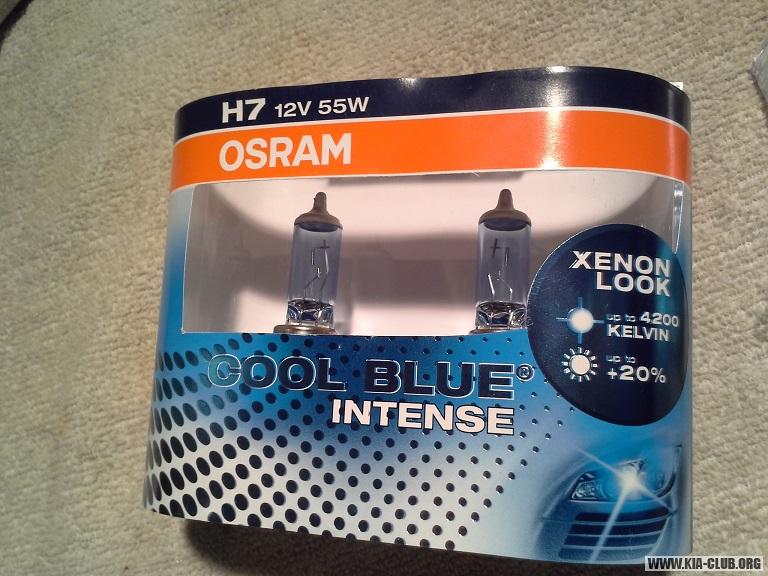 H7 12V 55W
OSRAM
XENON
LOOK
up to 4200
KELVIN
up to
+20%
COOL BLUE®
INTENSE
WWW.KIA-CLUB.ORG